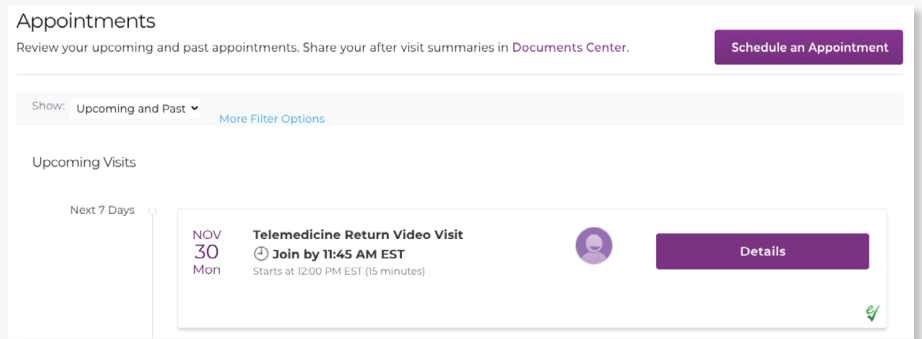 Appointments
Review your upcoming and past appointments. Share your after visit summaries in Documents Center.
Schedule an Appointment
Show: Upcoming and Past
More Filter Options
Upcoming Visits
Next 7 Days
NOV
30
Mon
Telemedicine Return Video Visit
Join by 11:45 AM EST
Starts at 12:00 PM EST (15 minutes)
Details